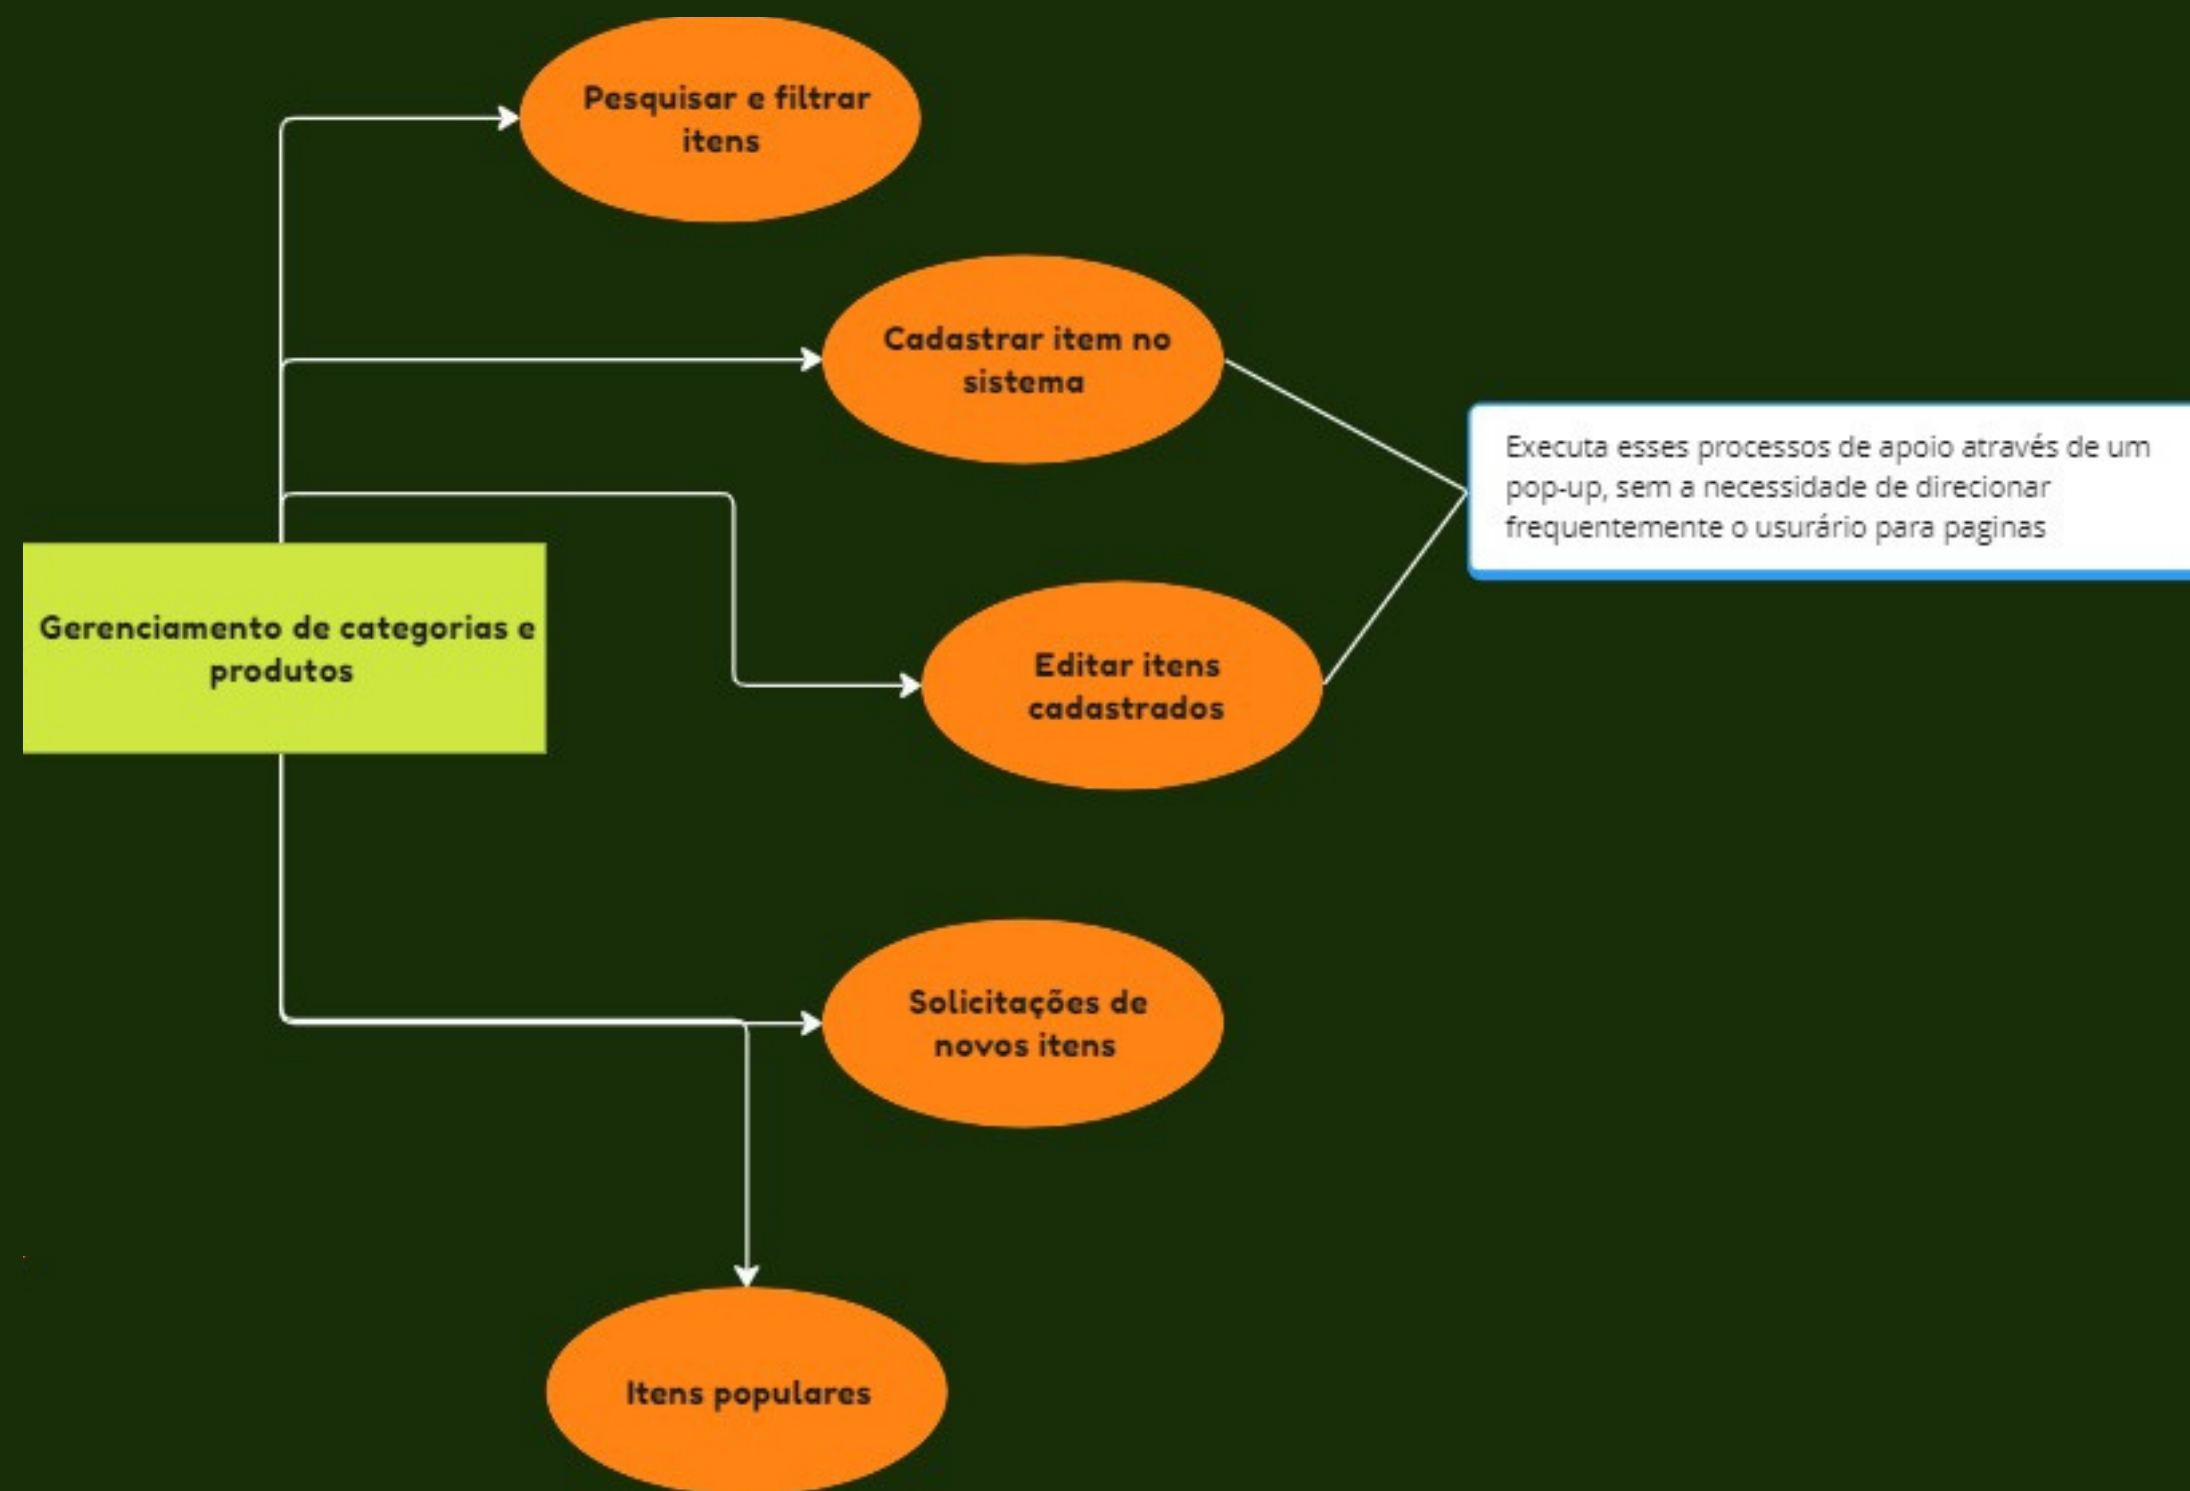 Pesquisar e filtrar
itens
Cadastrar item no
sistema
Executa esses processos de apoio através de um
pop-up, sem a necessidade de direcionar
frequentemente o usurário para paginas
Gerenciamento de categorias e
produtos
Editar itens
cadastrados
Solicitações de
novos itens
Itens populares